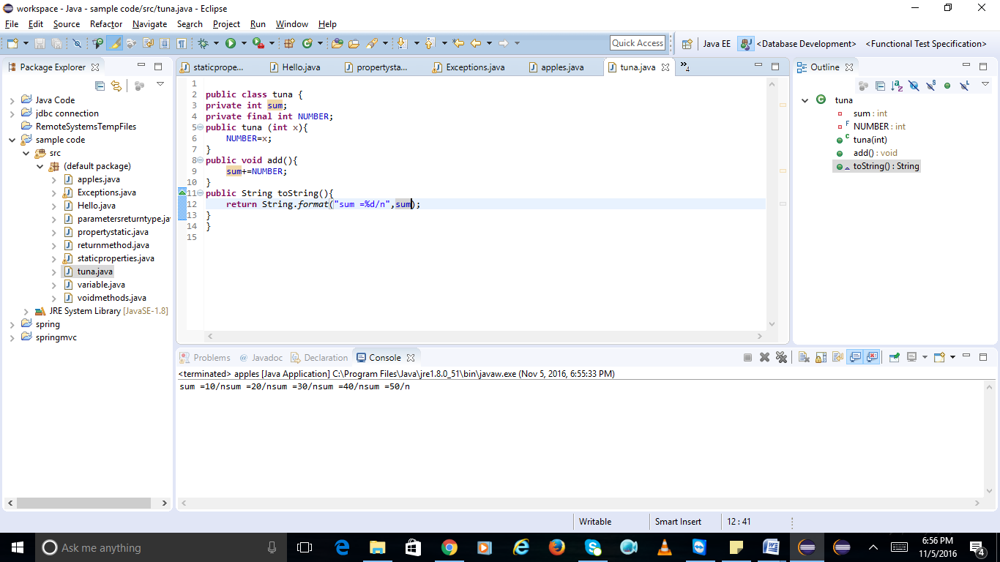 workspace - Java - sample code/src/tuna.java - Eclipse
File Edit Source Refactor Navigate Search Project Run Window Help
Quick Access Java EE <Database Development> <Functional Test Specification>
Package Explorer
Java Code
jdbc connection
RemoteSystemsTempFiles
sample code
src
(default package)
apples.java
Exceptions.java
Hello.java
parametersreturntype.ja
propertystatic.java
returnmethod.java
staticproperties.java
tuna.java
variable.java
voidmethods.java
JRE System Library [JavaSE-1.8]
spring
springmvc
staticprope... Hello.java propertysta... Exceptions.java apples.java tuna.java »4
1
2 public class tuna {
3 private int sum;
4 private final int NUMBER;
5 public tuna (int x){
6 NUMBER=x;
7 }
8 public void add(){
9 sum+=NUMBER;
10 }
11 public String toString(){
12 return String.format("sum =%d/n",sum);
13 }
14 }
15
Outline
tuna
sum : int
NUMBER : int
tuna(int)
add() : void
toString() : String
Problems @ Javadoc Declaration Console
<terminated> apples [Java Application] C:\Program Files\Java\jre1.8.0_51\bin\javaw.exe (Nov 5, 2016, 6:55:33 PM)
sum =10/nsum =20/nsum =30/nsum =40/nsum =50/n
Writable Smart Insert 12 : 41
Ask me anything
6:56 PM
11/5/2016
4